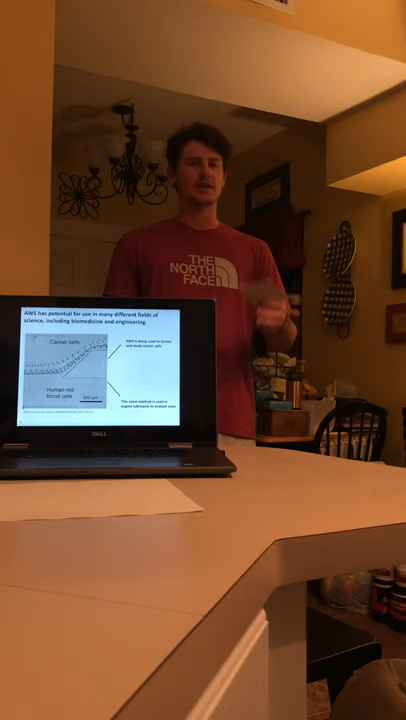 THE
NORTH
FACE
AWS has potential for use in many different fields of
science, including biomedicine and engineering.
Cancer cells
AWS is being used to isolate
and study cancer cells
Human red
blood cells
200 µm
This same method is used in
engine lubricants to analyze wear
DELL